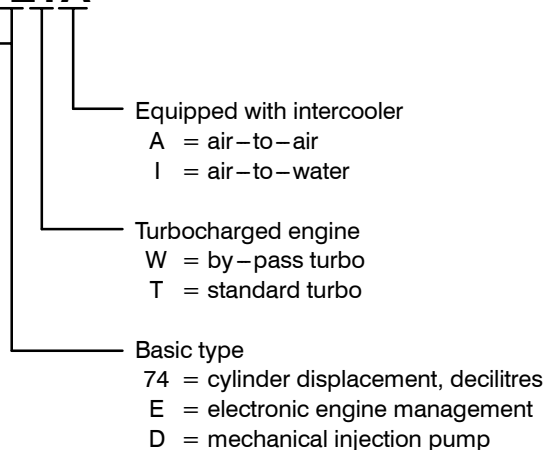 Equipped with intercooler
A = air–to–air
I = air–to–water
Turbocharged engine
W = by–pass turbo
T = standard turbo
Basic type
74 = cylinder displacement, decilitres
E = electronic engine management
D = mechanical injection pump